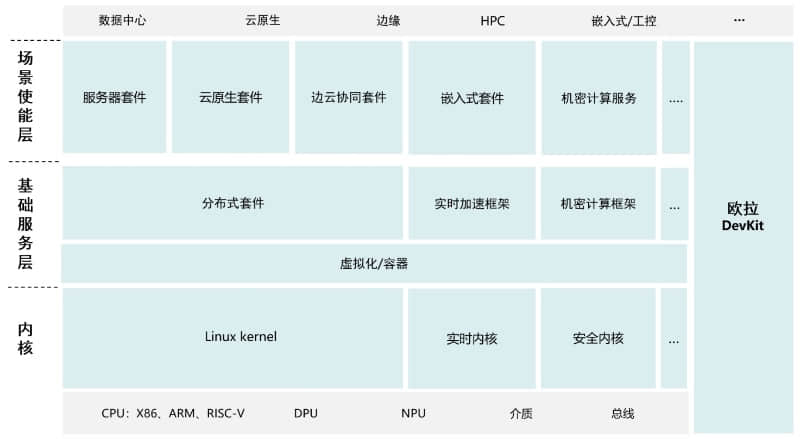 数据中心
云原生
边缘
HPC
嵌入式/工控
...
场景使能层
服务器套件
云原生套件
边云协同套件
嵌入式套件
机密计算服务
....
基础服务层
分布式套件
实时加速框架
机密计算框架
...
虚拟化/容器
内核
Linux kernel
实时内核
安全内核
...
欧拉
DevKit
CPU：X86、ARM、RISC-V
DPU
NPU
介质
总线